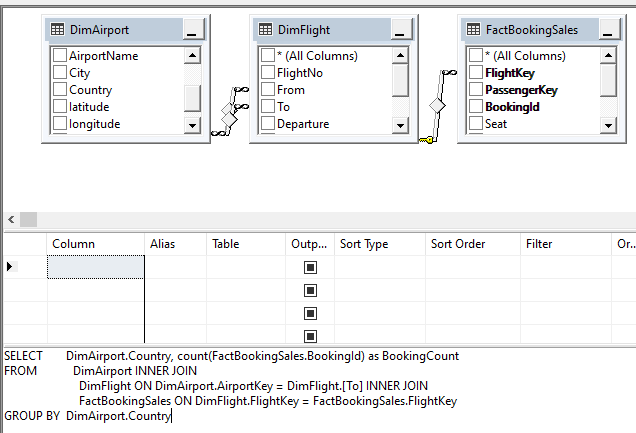 DimAirport
AirportName
City
Country
latitude
longitude
DimFlight
* (All Columns)
FlightNo
From
To
Departure
FactBookingSales
* (All Columns)
FlightKey
PassengerKey
BookingId
Seat
Column Alias Table Outp... Sort Type Sort Order Filter Or...
SELECT DimAirport.Country, count(FactBookingSales.BookingId) as BookingCount
FROM DimAirport INNER JOIN
DimFlight ON DimAirport.AirportKey = DimFlight.[To] INNER JOIN
FactBookingSales ON DimFlight.FlightKey = FactBookingSales.FlightKey
GROUP BY DimAirport.Country